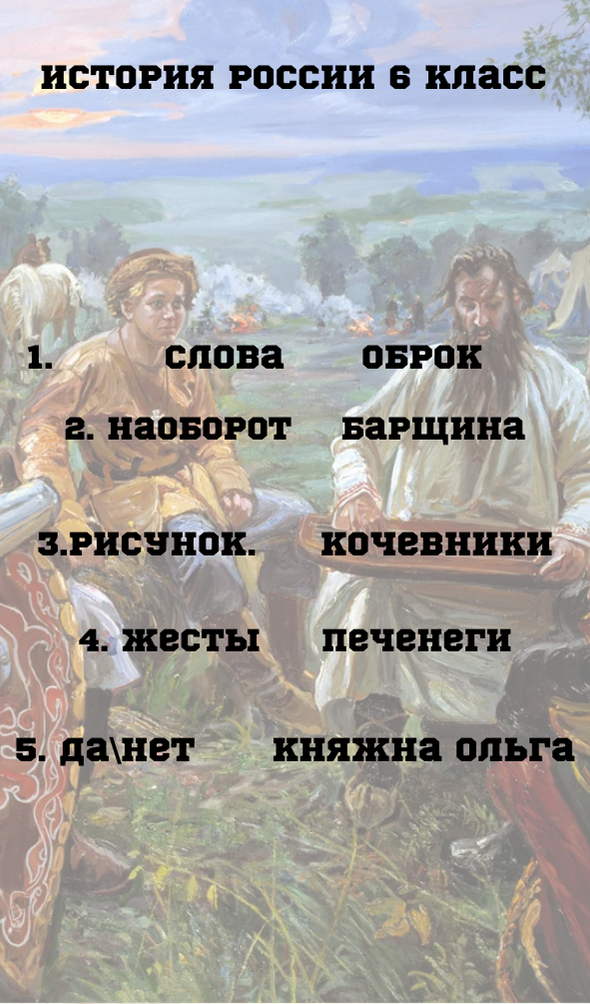 ИСТОРИЯ РОССИИ 6 КЛАСС
1. СЛОВА ОБРОК
2. НАОБОРОТ БАРЩИНА
3.РИСУНОК. КОЧЕВНИКИ
4. ЖЕСТЫ ПЕЧЕНЕГИ
5. ДА\НЕТ КНЯЖНА ОЛЬГА